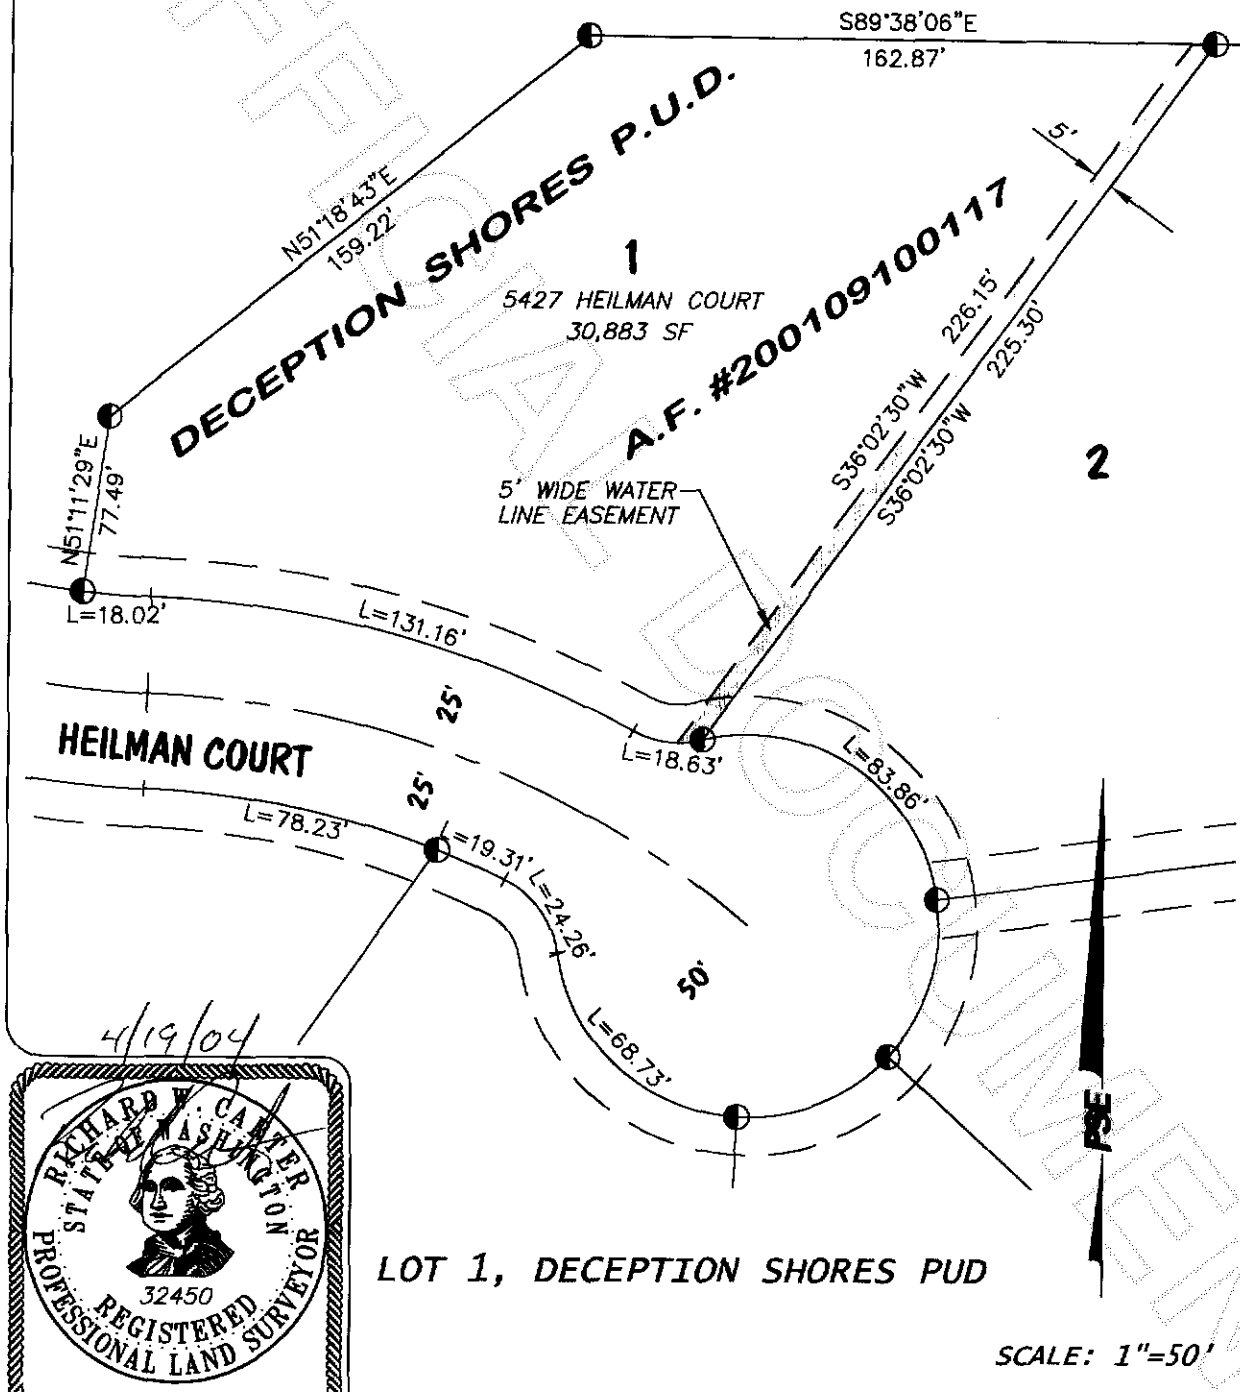 S89°38'06"E
162.87'
5'
N51°18'43"E
159.22'
DECEPTION SHORES P.U.D.
1
5427 HEILMAN COURT
30,883 SF
A.F. #200109100117
226.15'
225.30'
S36°02'30"W
S36°02'30"W
2
N51°11'29"E
77.49'
5' WIDE WATER
LINE EASEMENT
L=18.02'
L=131.16'
25'
HEILMAN COURT
L=18.63'
L=83.86'
25'
L=78.23'
L=19.31'
L=24.26'
50'
L=68.73'
4/19/04
RICHARD W. CARTER
STATE OF WASHINGTON
32450
REGISTERED
PROFESSIONAL LAND SURVEYOR
PSE
LOT 1, DECEPTION SHORES PUD
SCALE: 1"=50'